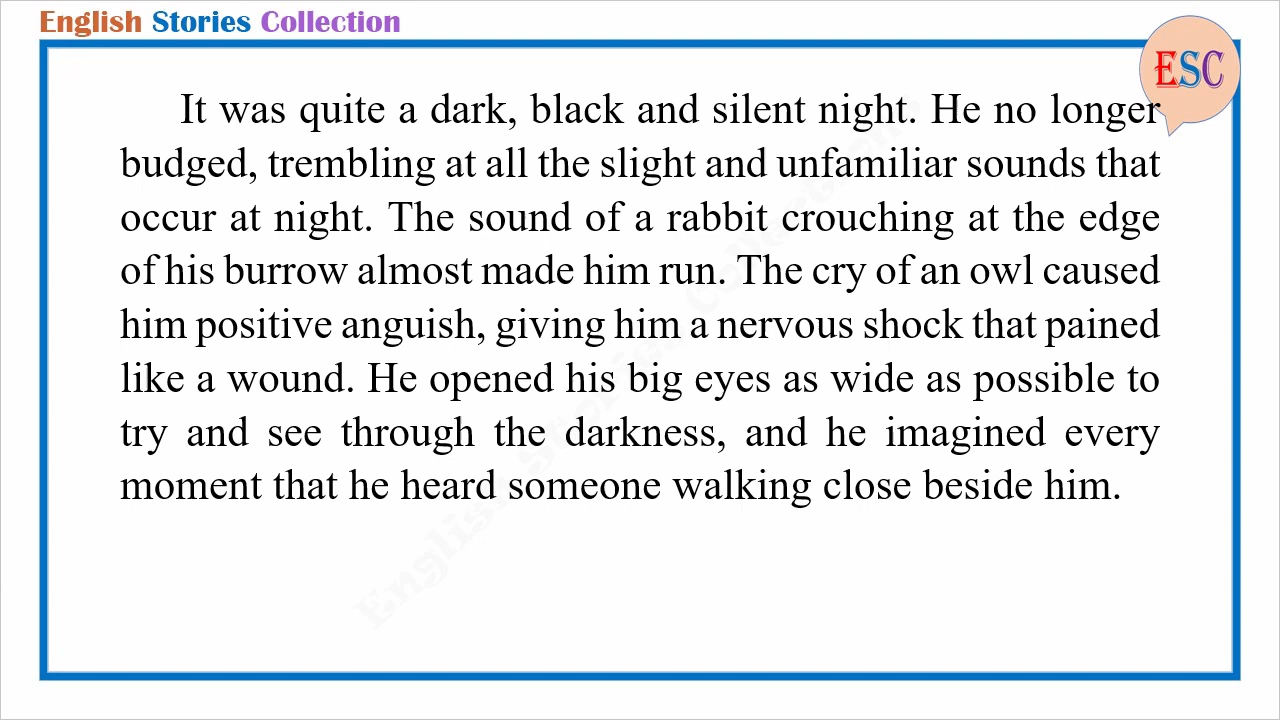 English Stories Collection
ESC
It was quite a dark, black and silent night. He no longer
budged, trembling at all the slight and unfamiliar sounds that
occur at night. The sound of a rabbit crouching at the edge
of his burrow almost made him run. The cry of an owl caused
him positive anguish, giving him a nervous shock that pained
like a wound. He opened his big eyes as wide as possible to
try and see through the darkness, and he imagined every
moment that he heard someone walking close beside him.
English Stories Collections